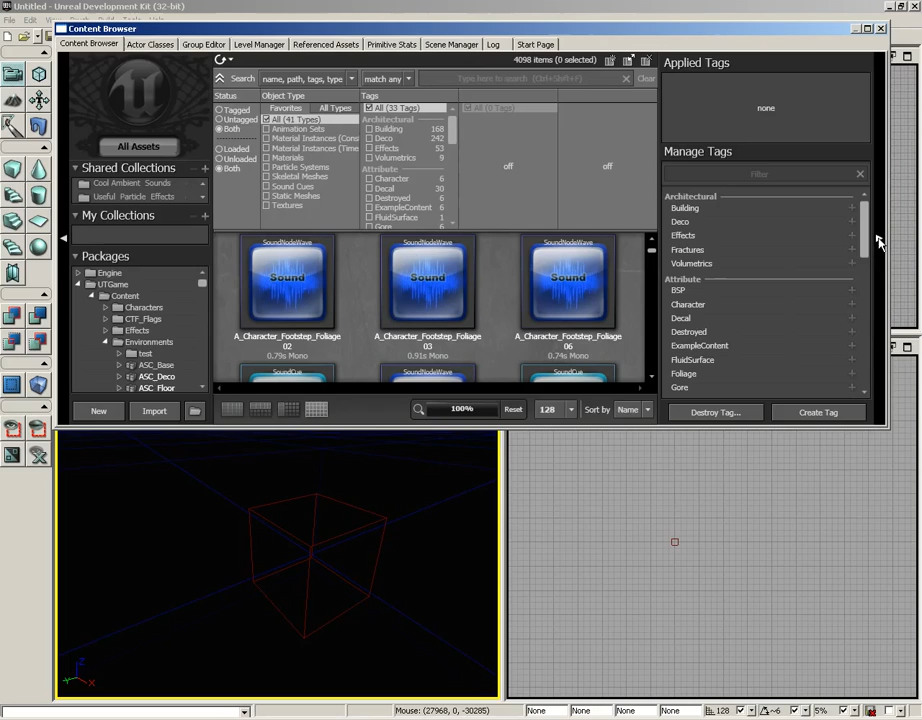 Untitled - Unreal Development Kit (32-bit)
Content Browser
Content Browser Actor Classes Group Editor Level Manager Referenced Assets Primitive Stats Scene Manager Log Start Page
4098 items (0 selected)
Search name, path, tags, type match any Type here to search (Ctrl+Shift+F) Clear
Status
Tagged
Untagged
Both
Loaded
Unloaded
Both
Object Type
Favorites All Types
All (41 Types)
Animation Sets
Material Instances (Cons
Material Instances (Time
Materials
Particle Systems
Skeletal Meshes
Sound Cues
Static Meshes
Textures
Tags
All (33 Tags)
Architectural
Building 168
Deco 242
Effects 53
Volumetrics 9
Attribute
Character 6
Decal 30
Destroyed 6
ExampleContent 6
FluidSurface 1
Gore 6
All (0 Tags)
off
off
All Assets
Shared Collections
Cool Ambient Sounds
Useful Particle Effects
My Collections
Packages
Engine
UTGame
Content
Characters
CTF_Flags
Effects
Environments
test
ASC_Base
ASC_Deco
ASC_Floor
New Import
SoundNodeWave
Sound
A_Character_Footstep_Foliage
02
0.79s Mono
SoundNodeWave
Sound
A_Character_Footstep_Foliage
03
0.91s Mono
SoundNodeWave
Sound
A_Character_Footstep_Foliage
06
0.74s Mono
SoundCue
SoundNodeWave
SoundCue
100% Reset 128 Sort by Name
Applied Tags
none
Manage Tags
Filter
Architectural
Building
Deco
Effects
Fractures
Volumetrics
Attribute
BSP
Character
Decal
Destroyed
ExampleContent
FluidSurface
Foliage
Gore
Destroy Tag... Create Tag
Z
Y
X
Mouse: (27968, 0, -30285) None None None None 128 ~6 5%